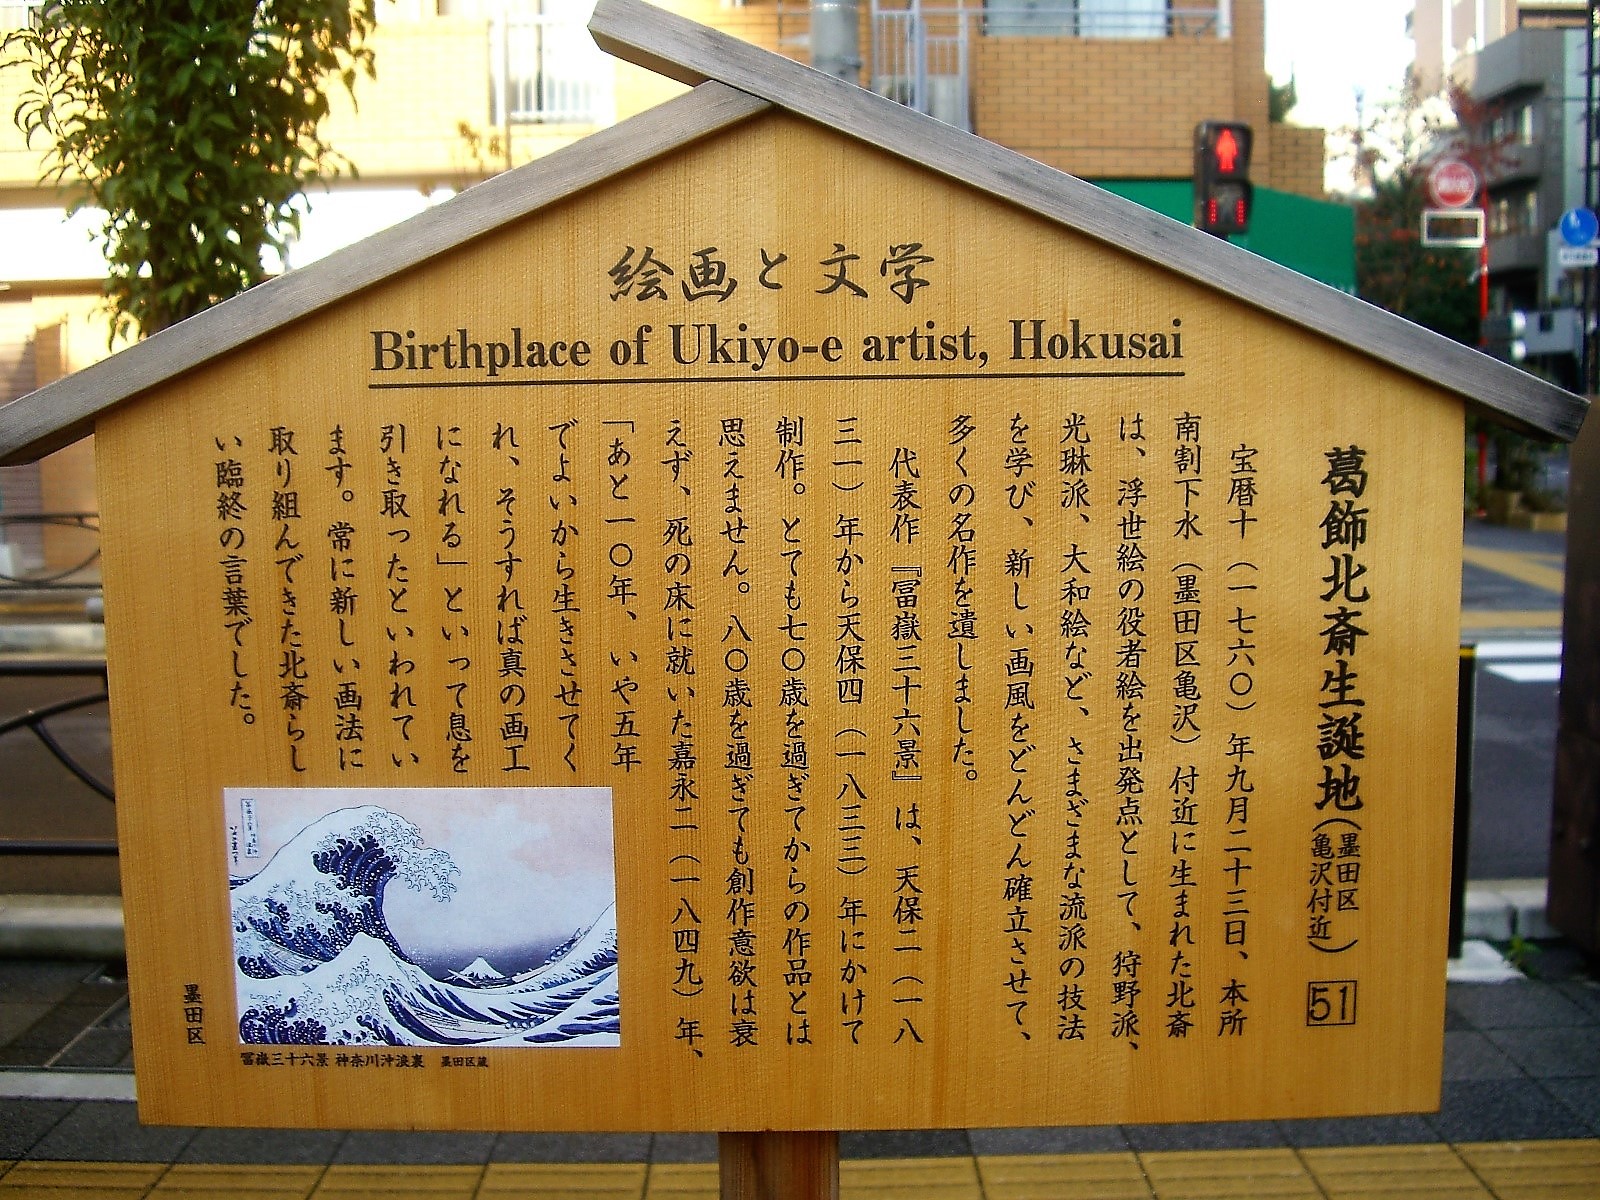 絵画と文学
Birthplace of Ukiyo-e artist, Hokusai
葛飾北斎生誕地(墨田区亀沢付近) 51
宝暦十(一七六〇)年九月二十三日、本所
南割下水(墨田区亀沢)付近に生まれた北斎
は、浮世絵の役者絵を出発点として、狩野派、
光琳派、大和絵など、さまざまな流派の技法
を学び、新しい画風をどんどん確立させて、
多くの名作を遺しました。
代表作『冨嶽三十六景』は、天保二(一八
三一)年から天保四(一八三三)年にかけて
制作。とても七〇歳を過ぎてからの作品とは
思えません。八〇歳を過ぎても創作意欲は衰
えず、死の床に就いた嘉永二(一八四九)年、
「あと一〇年、いや五年
でよいから生きさせてく
れ、そうすれば真の画工
になれる」といって息を
引き取ったといわれてい
ます。常に新しい画法に
取り組んできた北斎らし
い臨終の言葉でした。
冨嶽三十六景 神奈川沖浪裏 墨田区蔵
墨田区